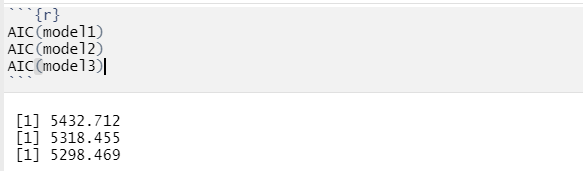 ```{r}
AIC(model1)
AIC(model2)
AIC(model3)
```
[1] 5432.712
[1] 5318.455
[1] 5298.469